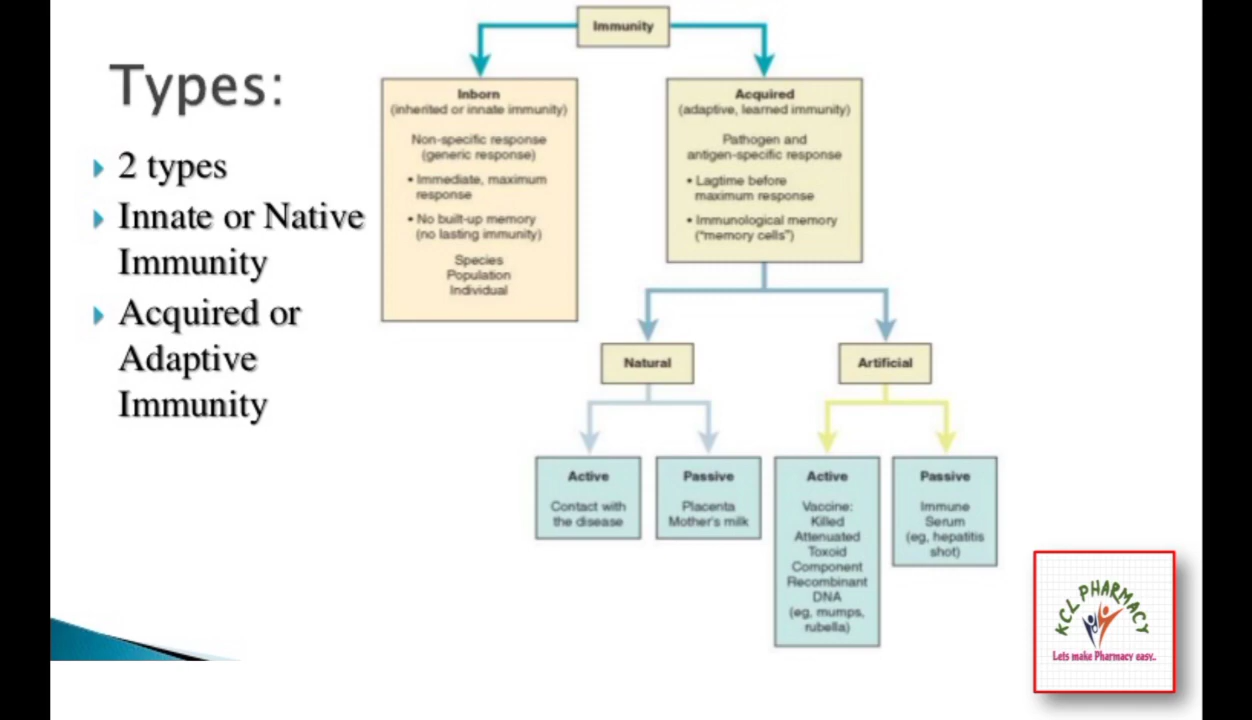 Types:
2 types
Innate or Native
Immunity
Acquired or
Adaptive
Immunity
Immunity
Inborn
(inherited or innate immunity)
Non-specific response
(generic response)
• Immediate, maximum
response
• No built-up memory
(no lasting immunity)
Species
Population
Individual
Acquired
(adaptive, learned immunity)
Pathogen and
antigen-specific response
• Lagtime before
maximum response
• Immunological memory
("memory cells")
Natural
Artificial
Active
Contact with
the disease
Passive
Placenta
Mother's milk
Active
Vaccine:
Killed
Attenuated
Toxoid
Component
Recombinant
DNA
(eg, mumps,
rubella)
Passive
Immune
Serum
(eg, hepatitis
shot)
KCL PHARMACY
Lets make Pharmacy easy..